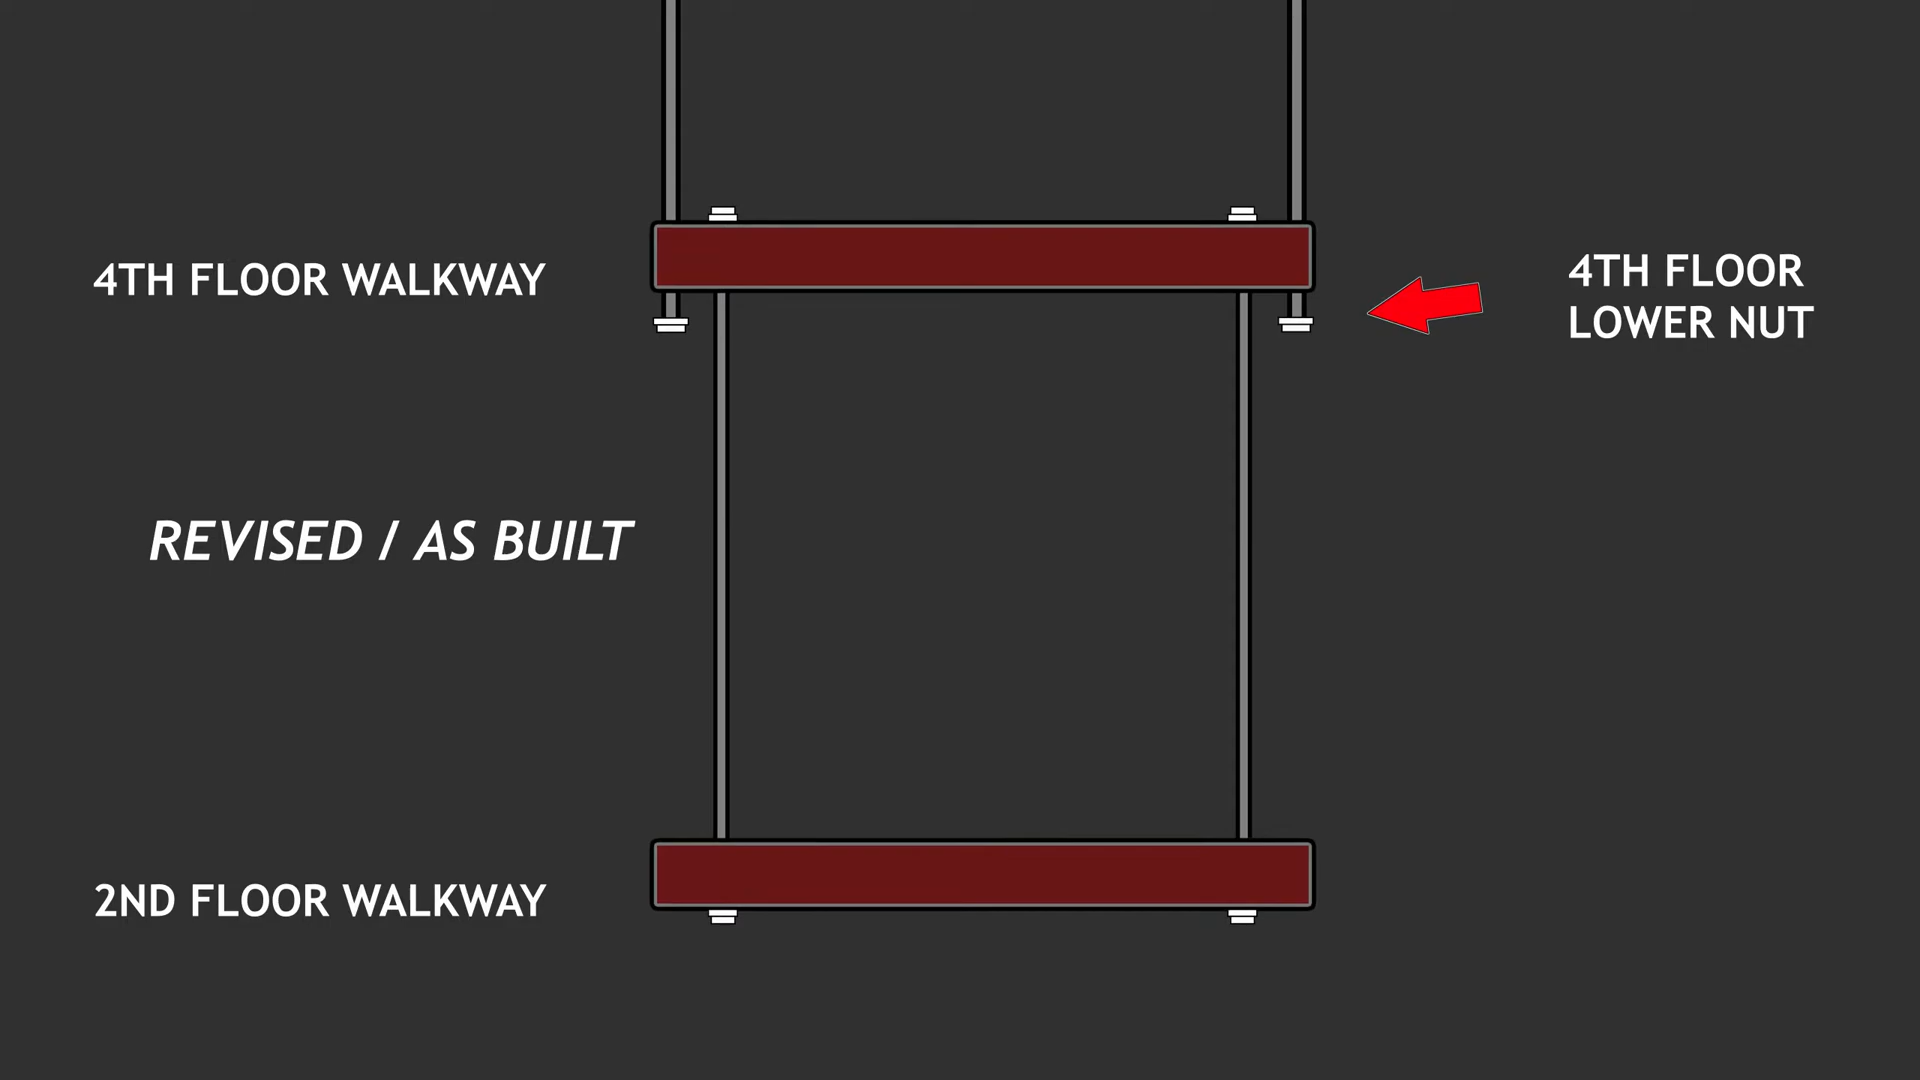 4TH FLOOR WALKWAY
4TH FLOOR
LOWER NUT
REVISED / AS BUILT
2ND FLOOR WALKWAY